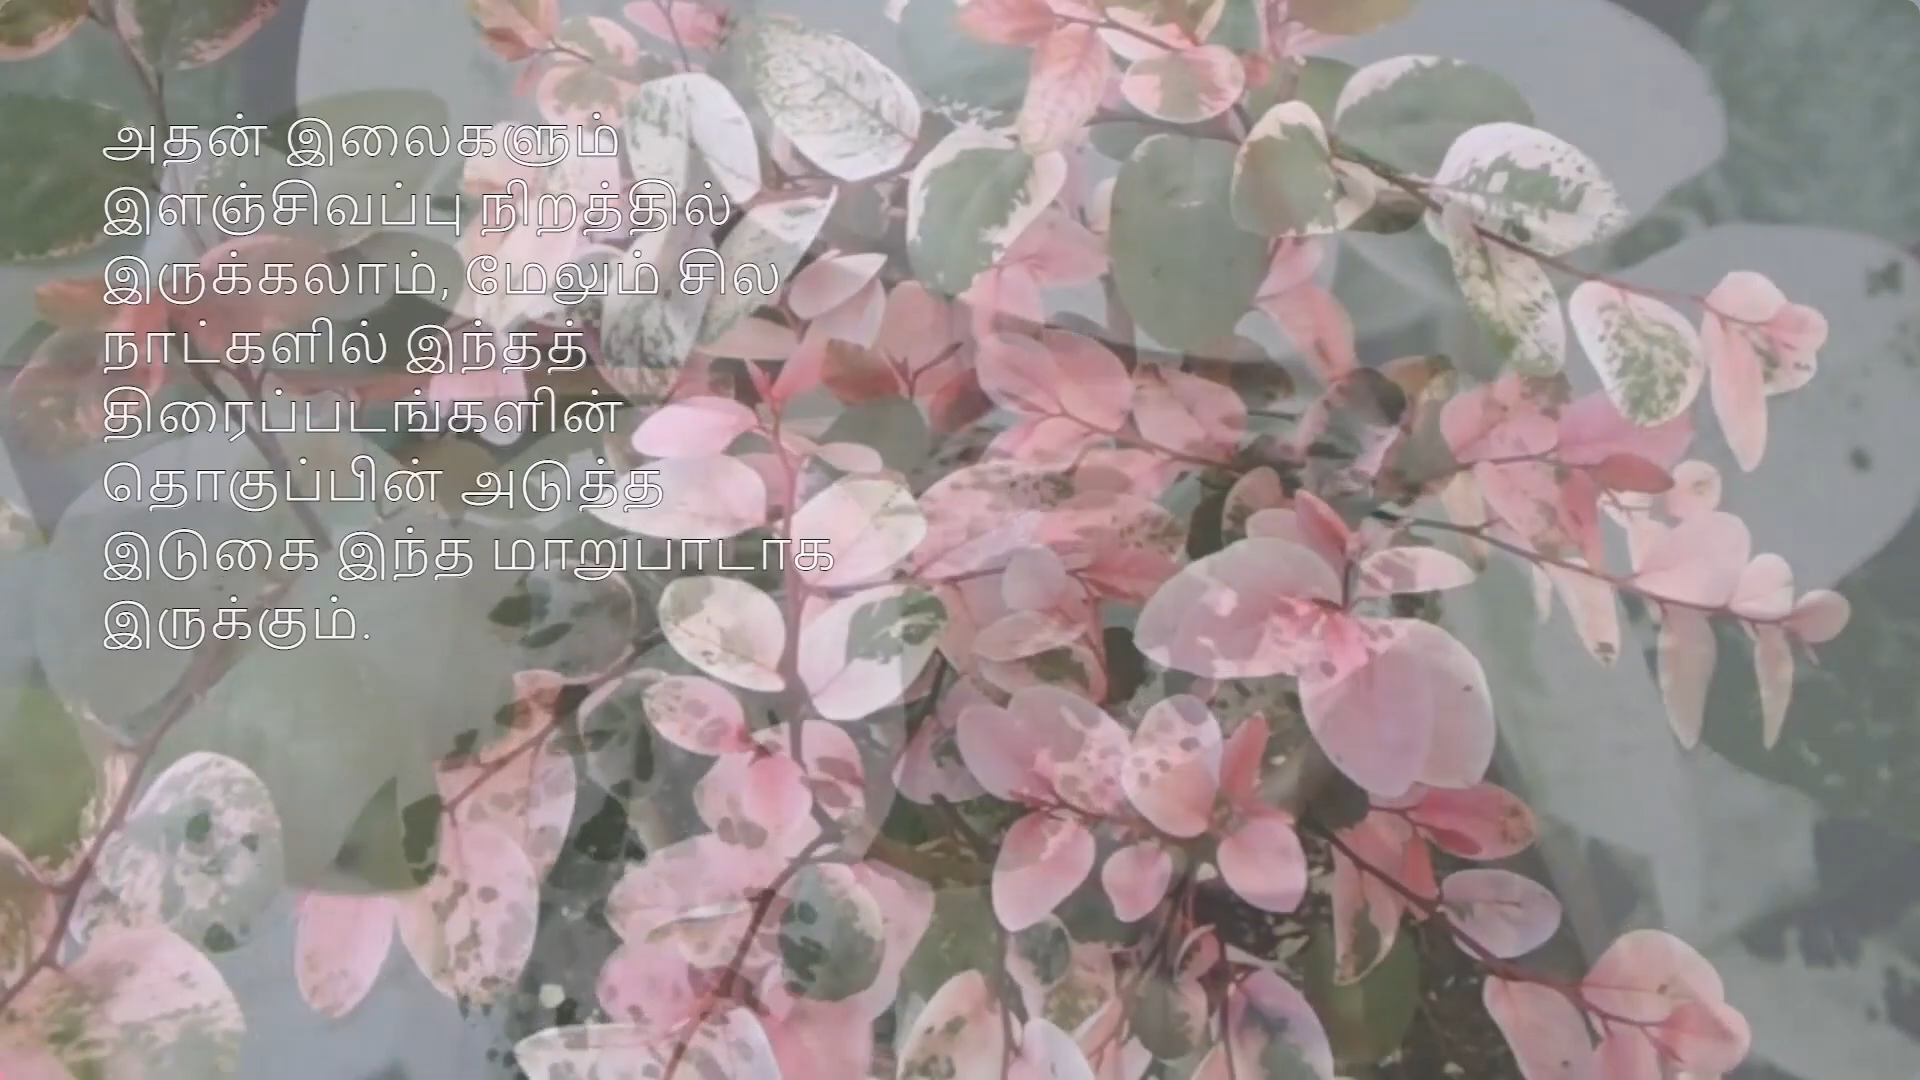 அதன் இலைகளும்
இளஞ்சிவப்பு நிறத்தில்
இருக்கலாம், மேலும் சில
நாட்களில் இந்தத்
திரைப்படங்களின்
தொகுப்பின் அடுத்த
இடுகை இந்த மாறுபாடாக
இருக்கும்.